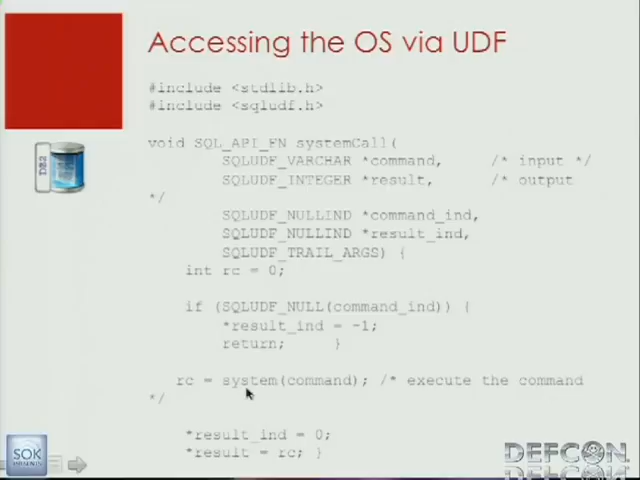 Accessing the OS via UDF
#include <stdlib.h>
#include <sqludf.h>
void SQL_API_FN systemCall(
SQLUDF_VARCHAR *command, /* input */
SQLUDF_INTEGER *result, /* output
*/
SQLUDF_NULLIND *command_ind,
SQLUDF_NULLIND *result_ind,
SQLUDF_TRAIL_ARGS) {
int rc = 0;
if (SQLUDF_NULL(command_ind)) {
*result_ind = -1;
return; }
rc = system(command); /* execute the command
*/
*result_ind = 0;
*result = rc; }
DB2
SOK
DEFCON